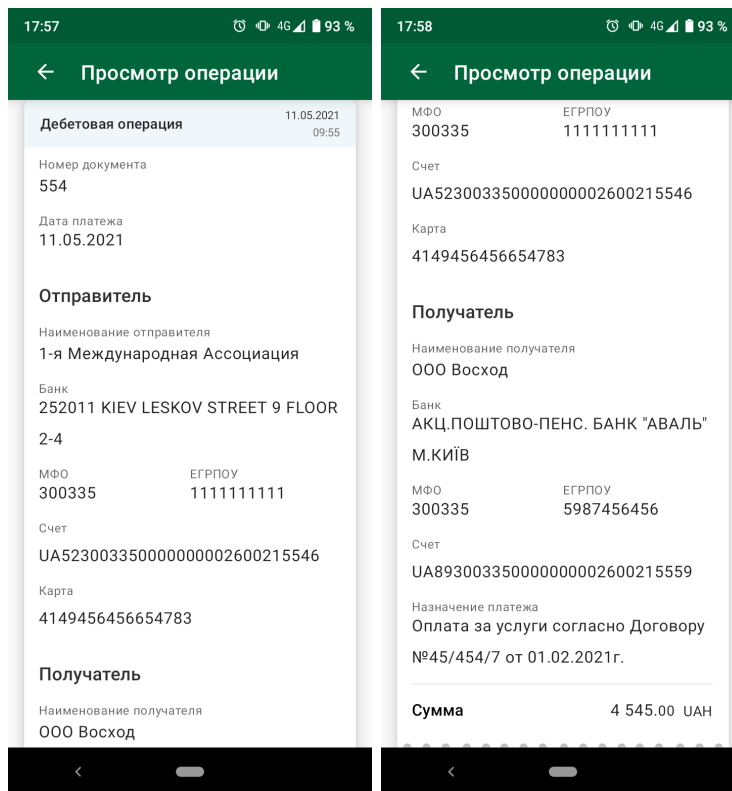 17:57
4G
93 %
Просмотр операции
Дебетовая операция
11.05.2021
09:55
Номер документа
554
Дата платежа
11.05.2021
Отправитель
Наименование отправителя
1-я Международная Ассоциация
Банк
252011 KIEV LESKOV STREET 9 FLOOR
2-4
МФО
ЕГРПОУ
300335
1111111111
Счет
UA523003350000000002600215546
Карта
4149456456654783
Получатель
Наименование получателя
ООО Восход
17:58
4G
93 %
Просмотр операции
МФО
ЕГРПОУ
300335
1111111111
Счет
UA523003350000000002600215546
Карта
4149456456654783
Получатель
Наименование получателя
ООО Восход
Банк
АКЦ.ПОШТОВО-ПЕНС. БАНК "АВАЛЬ"
М.КИЇВ
МФО
ЕГРПОУ
300335
5987456456
Счет
UA893003350000000002600215559
Назначение платежа
Оплата за услуги согласно Договору
№45/454/7 от 01.02.2021г.
Сумма
4 545.00 UAH